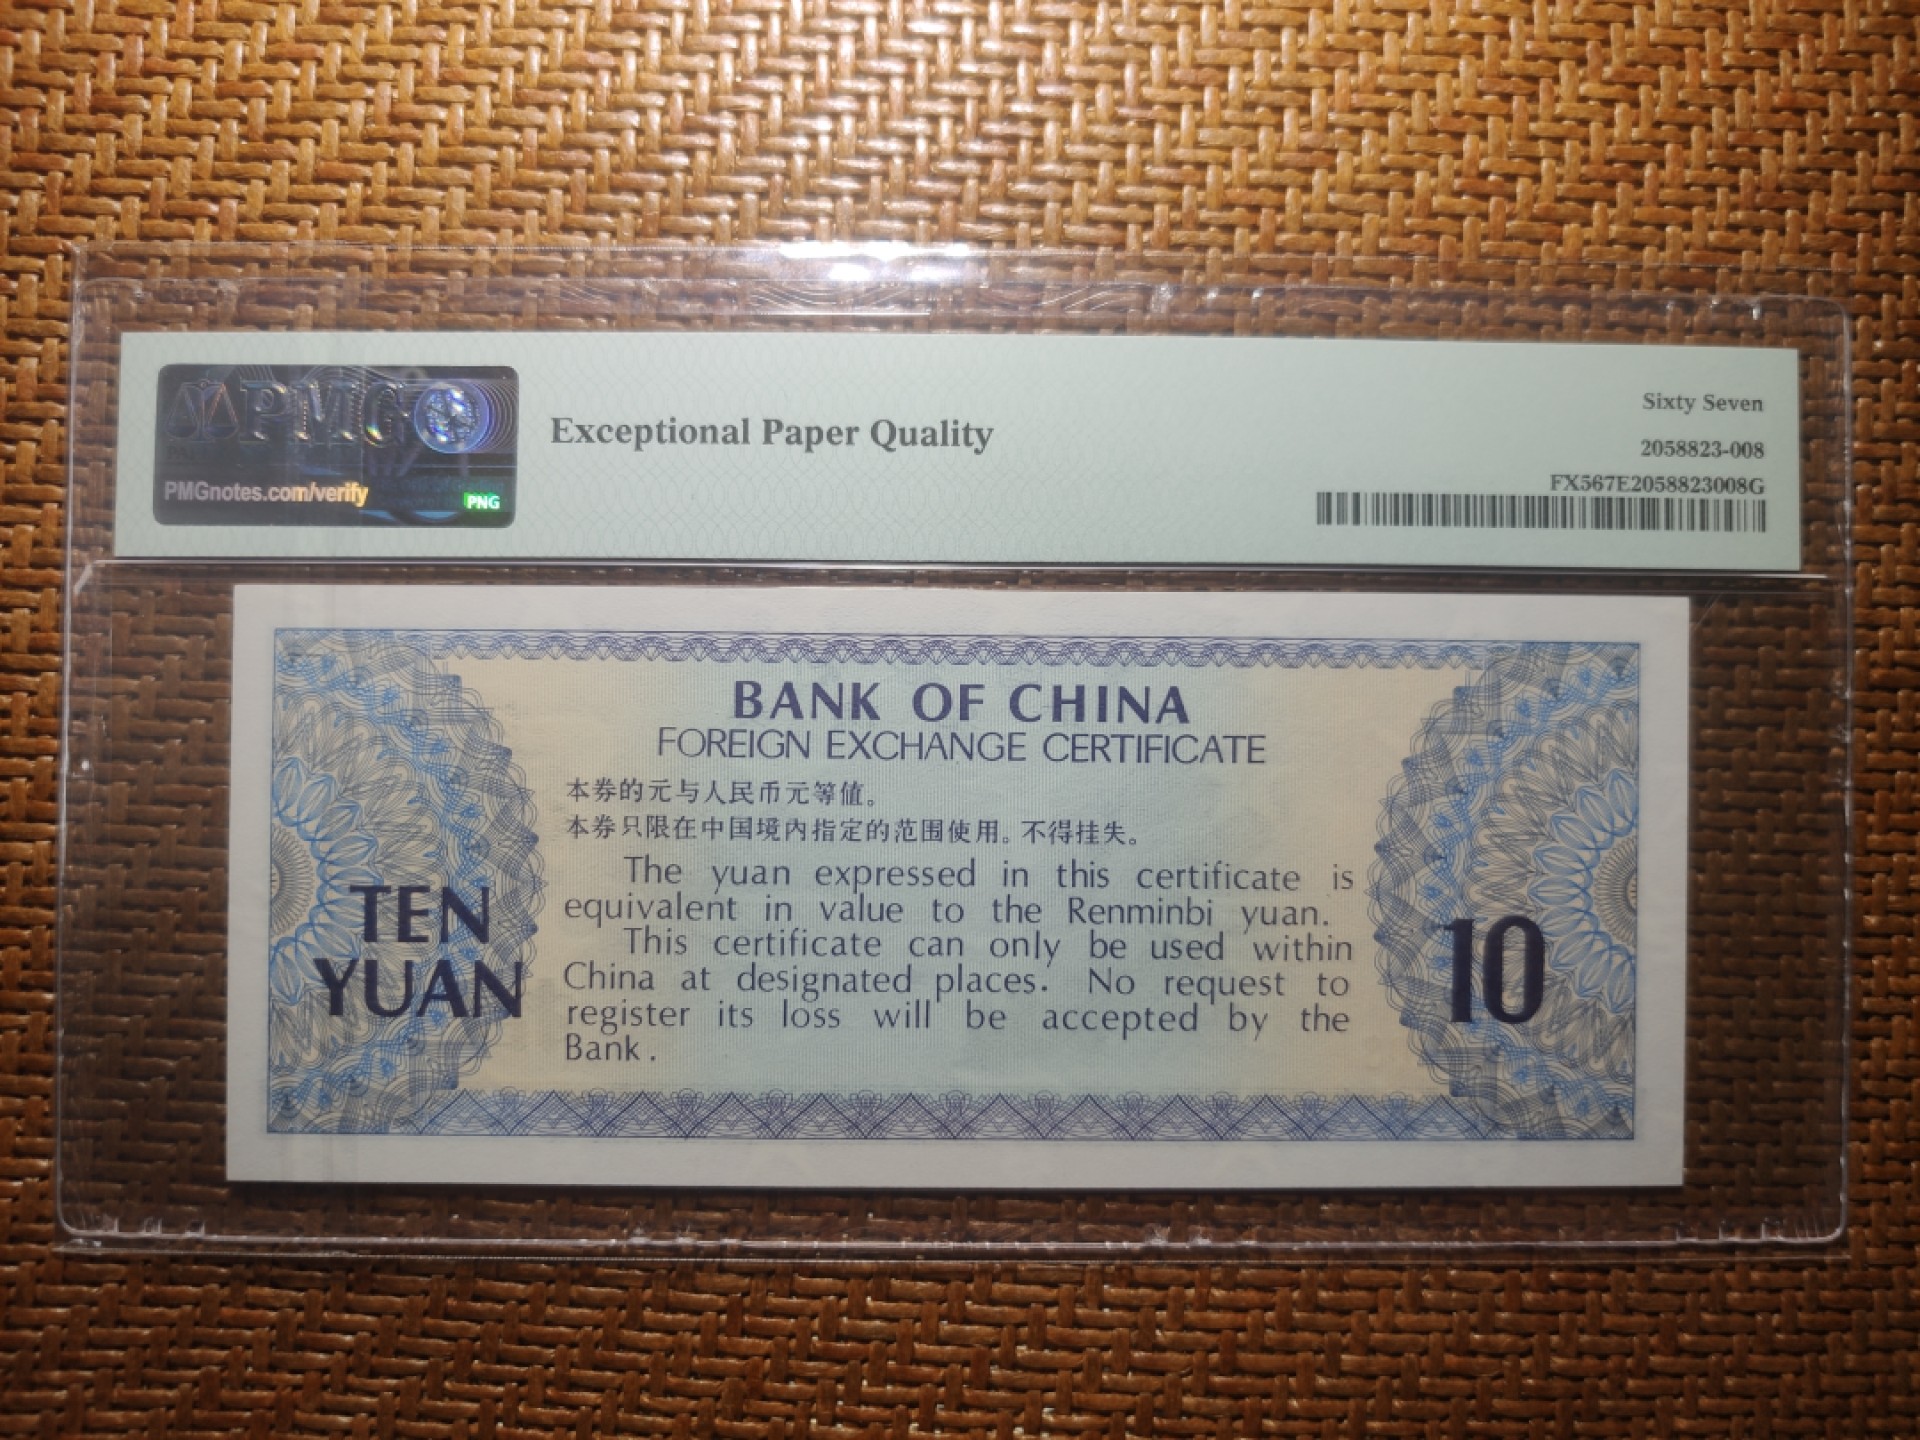 PMG
PMGnotes.com/verify
PNG
Exceptional Paper Quality
Sixty Seven
2058823-008
FX567E2058823008G
BANK OF CHINA
FOREIGN EXCHANGE CERTIFICATE
本券的元与人民币元等值。
本券只限在中国境内指定的范围使用。不得挂失。
The yuan expressed in this certificate is
equivalent in value to the Renminbi yuan.
This certificate can only be used within
China at designated places. No request to
register its loss will be accepted by the
Bank.
TEN
YUAN
10